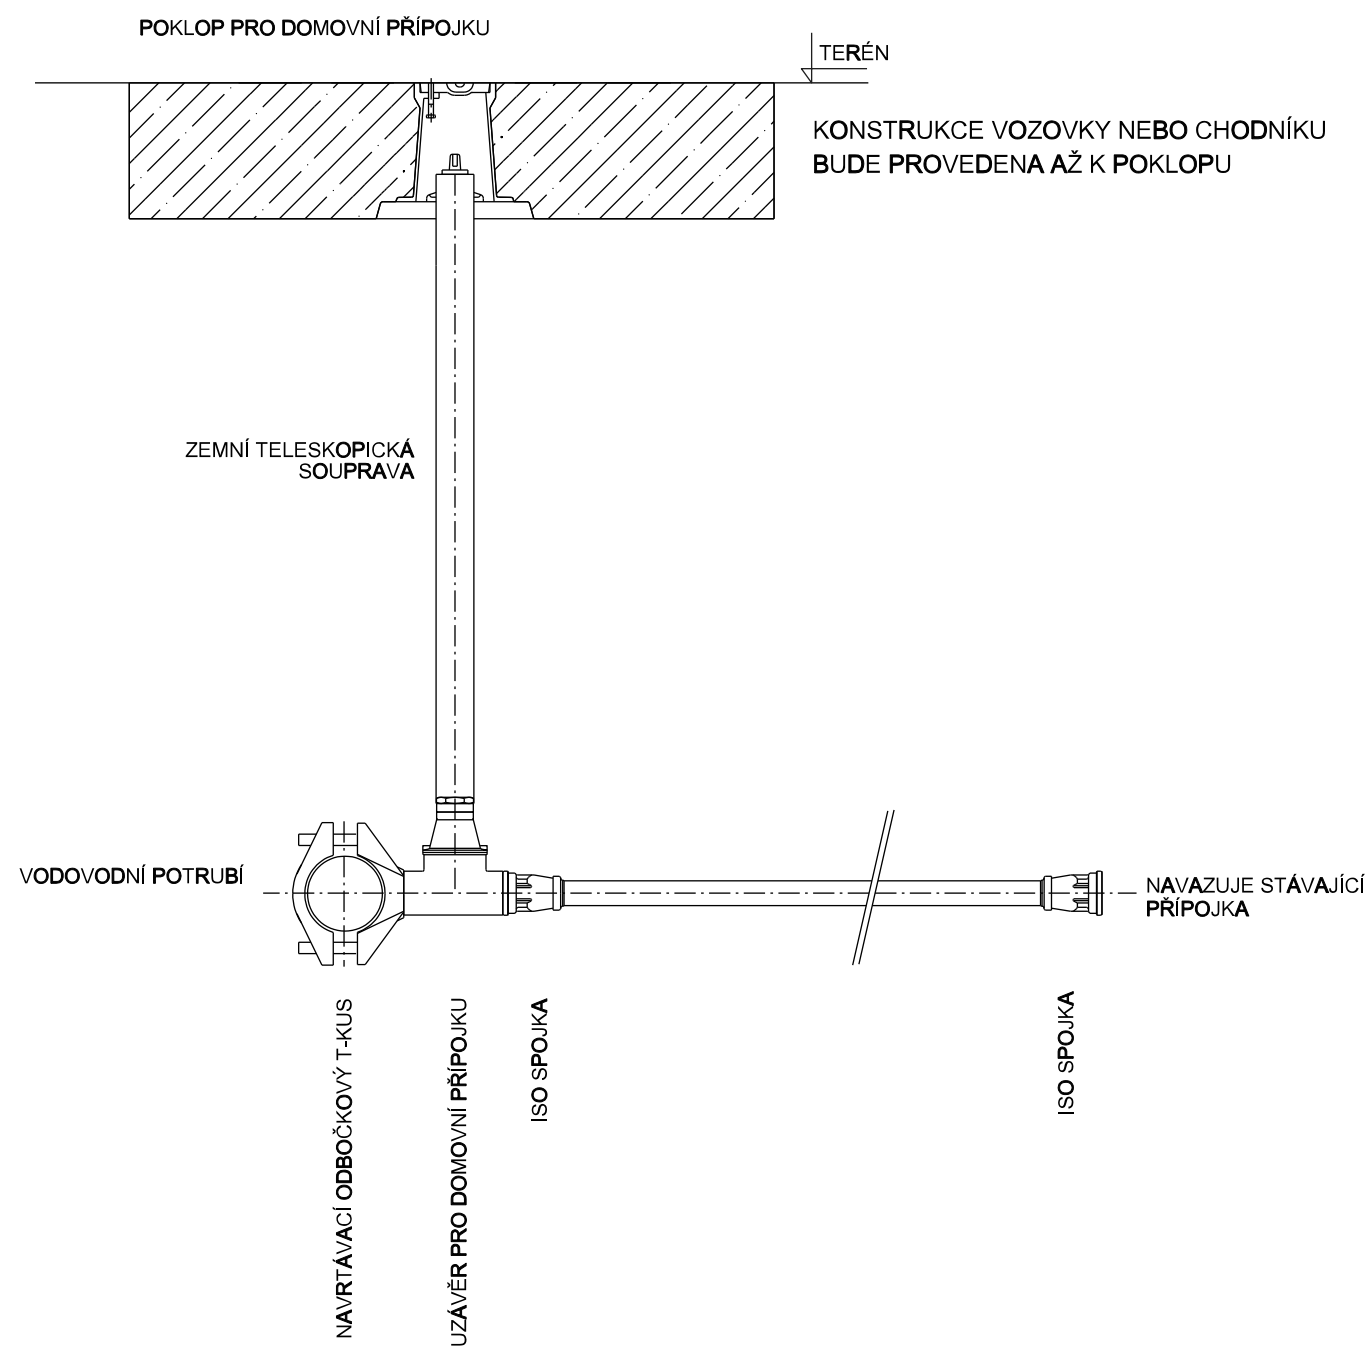 POKLOP PRO DOMOVNÍ PŘÍPOJKU
TERÉN
KONSTRUKCE VOZOVKY NEBO CHODNÍKU
BUDE PROVEDENA AŽ K POKLOPU
ZEMNÍ TELESKOPICKÁ
SOUPRAVA
VODOVODNÍ POTRUBÍ
NAVAZUJE STÁVAJÍCÍ
PŘÍPOJKA
NAVRTÁVACÍ ODBOČKOVÝ T-KUS
UZÁVĚR PRO DOMOVNÍ PŘÍPOJKU
ISO SPOJKA
ISO SPOJKA